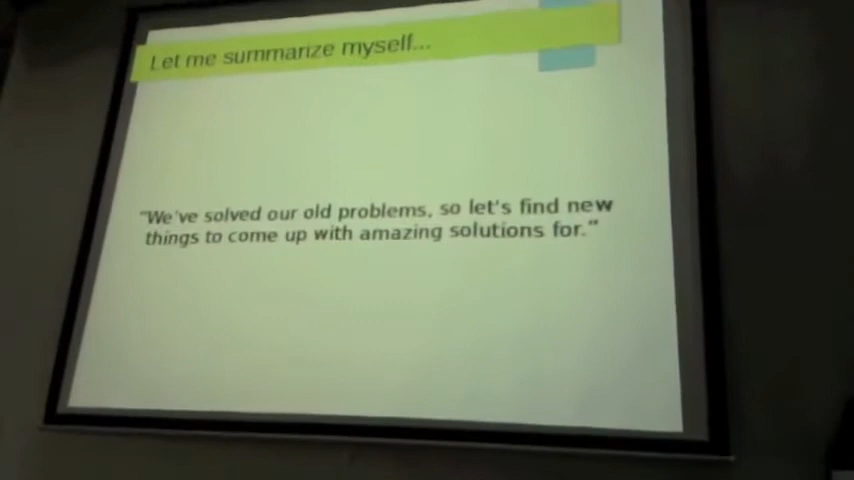 Let me summarize myself...
"We've solved our old problems, so let's find new
things to come up with amazing solutions for."